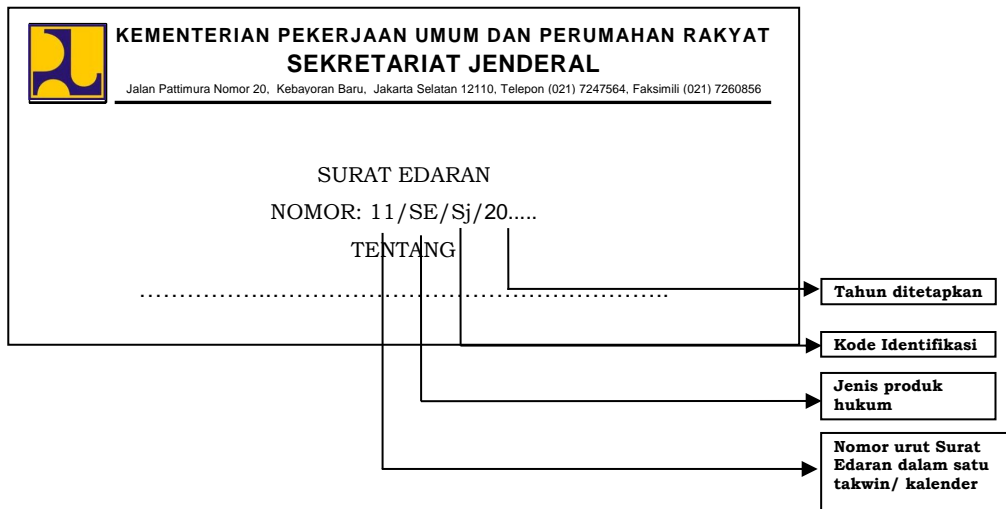 KEMENTERIAN PEKERJAAN UMUM DAN PERUMAHAN RAKYAT
SEKRETARIAT JENDERAL
Jalan Pattimura Nomor 20, Kebayoran Baru, Jakarta Selatan 12110, Telepon (021) 7247564, Faksimili (021) 7260856
SURAT EDARAN
NOMOR: 11/SE/Sj/20.....
TENTANG
…………….………………………………………………..
Tahun ditetapkan
Kode Identifikasi
Jenis produk
hukum
Nomor urut Surat
Edaran dalam satu
takwin/ kalender